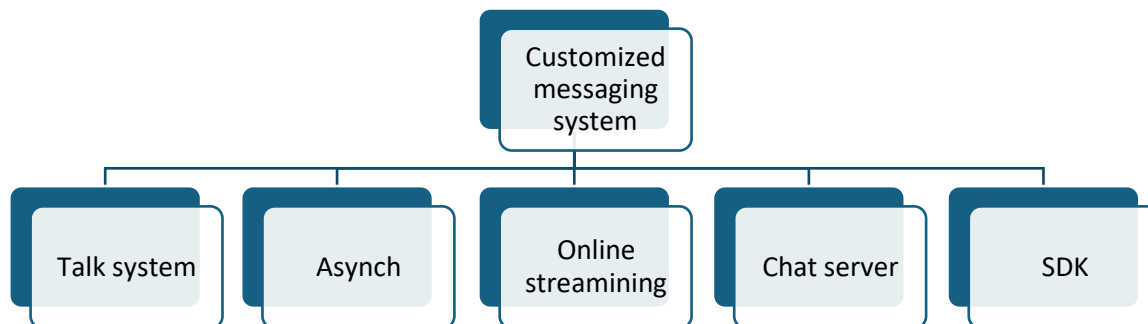 Customized
messaging
system
Talk system
Asynch
Online
streamining
Chat server
SDK